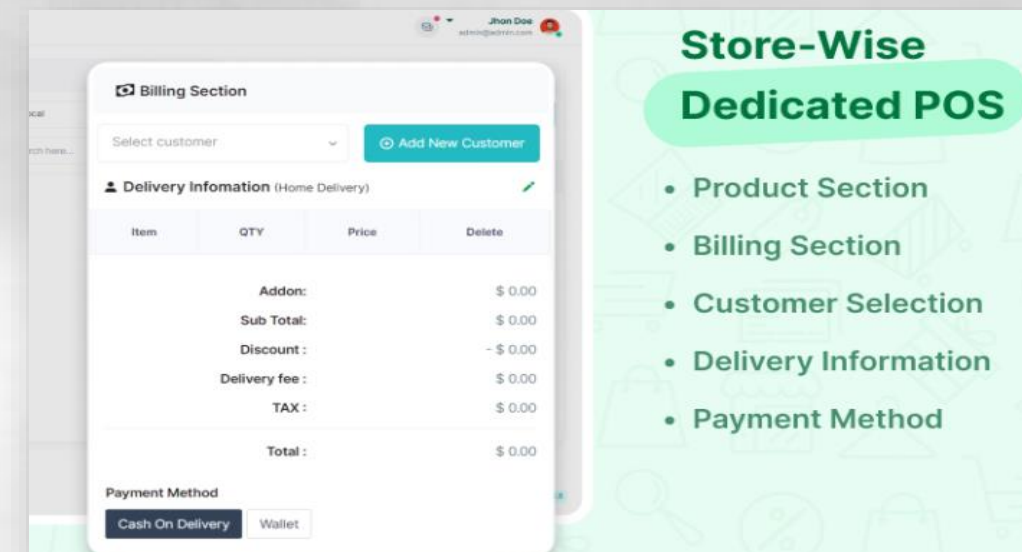 Jhon Doe
admin@admin.com
Billing Section
Select customer
Add New Customer
Delivery Infomation (Home Delivery)
Item QTY Price Delete
Addon: $ 0.00
Sub Total: $ 0.00
Discount : - $ 0.00
Delivery fee : $ 0.00
TAX : $ 0.00
Total : $ 0.00
Payment Method
Cash On Delivery Wallet
Store-Wise
Dedicated POS
• Product Section
• Billing Section
• Customer Selection
• Delivery Information
• Payment Method